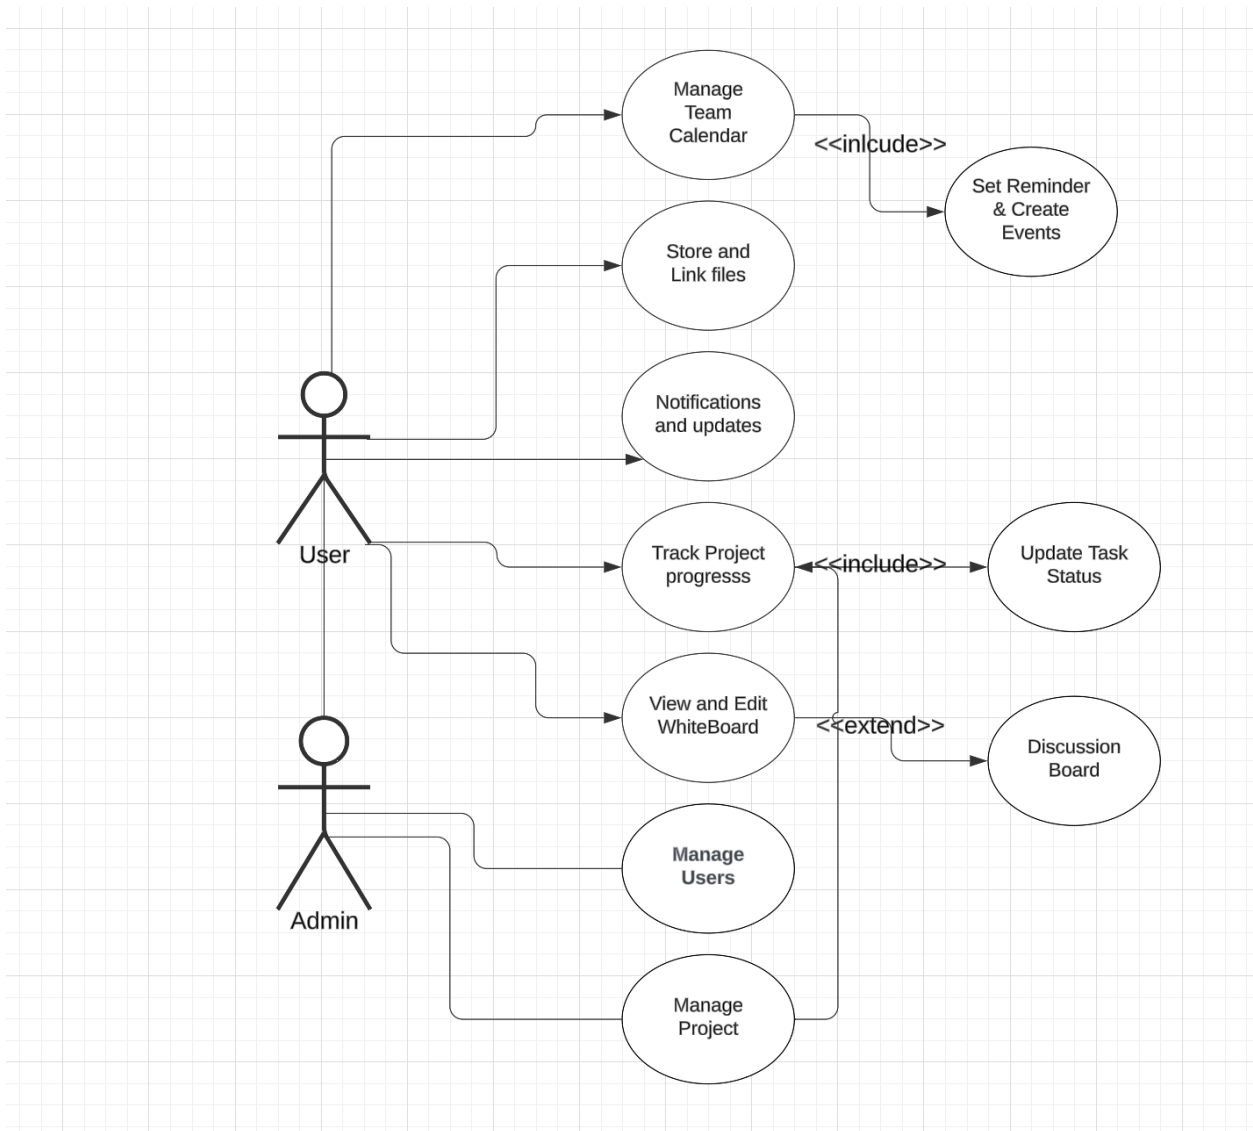 Manage
Team
Calendar
<<inlcude>>
Set Reminder
& Create
Events
Store and
Link files
Notifications
and updates
User
Track Project
progresss
<<include>>
Update Task
Status
View and Edit
WhiteBoard
<<extend>>
Discussion
Board
Manage
Users
Admin
Manage
Project